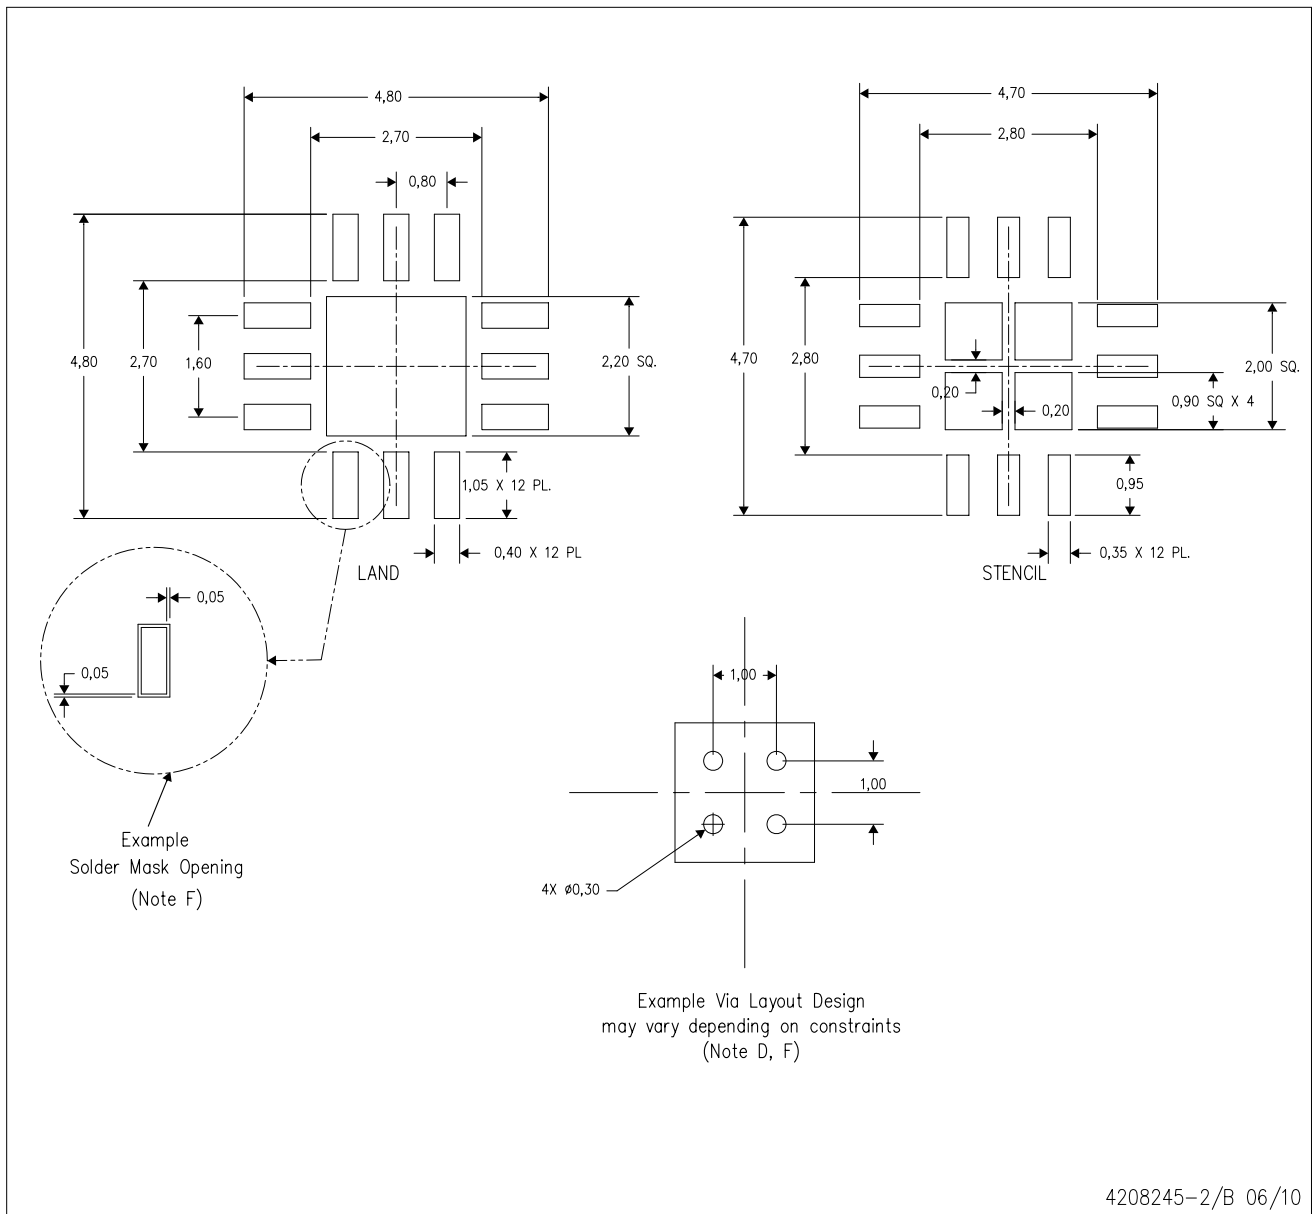 4,80
4,70
2,70
2,80
0,80
4,80
2,70
1,60
2,20 SQ.
4,70
2,80
2,00 SQ.
0,20
0,20
0,90 SQ X 4
1,05 X 12 PL.
0,95
0,40 X 12 PL
0,35 X 12 PL.
LAND
STENCIL
0,05
0,05
1,00
1,00
4X ø0,30
Example
Solder Mask Opening
(Note F)
Example Via Layout Design
may vary depending on constraints
(Note D, F)
4208245-2/B 06/10